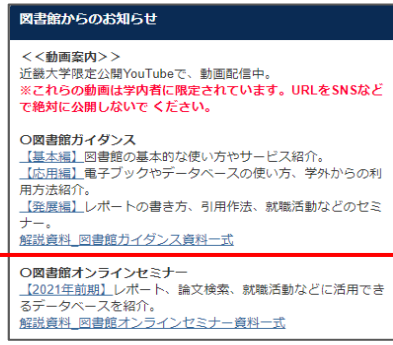 図書館からのお知らせ
＜＜動画案内＞＞
近畿大学限定公開YouTubeで、動画配信中。
※これらの動画は学内者に限定されています。URLをSNSなど
で絶対に公開しないで ください。
〇図書館ガイダンス
【基本編】図書館の基本的な使い方やサービス紹介。
【応用編】電子ブックやデータベースの使い方、学外からの利
用方法紹介。
【発展編】レポートの書き方、引用作法、就職活動などのセミ
ナー。
解説資料_図書館ガイダンス資料一式
〇図書館オンラインセミナー
【2021年前期】レポート、論文検索、就職活動などに活用でき
るデータベースを紹介。
解説資料_図書館オンラインセミナー資料一式